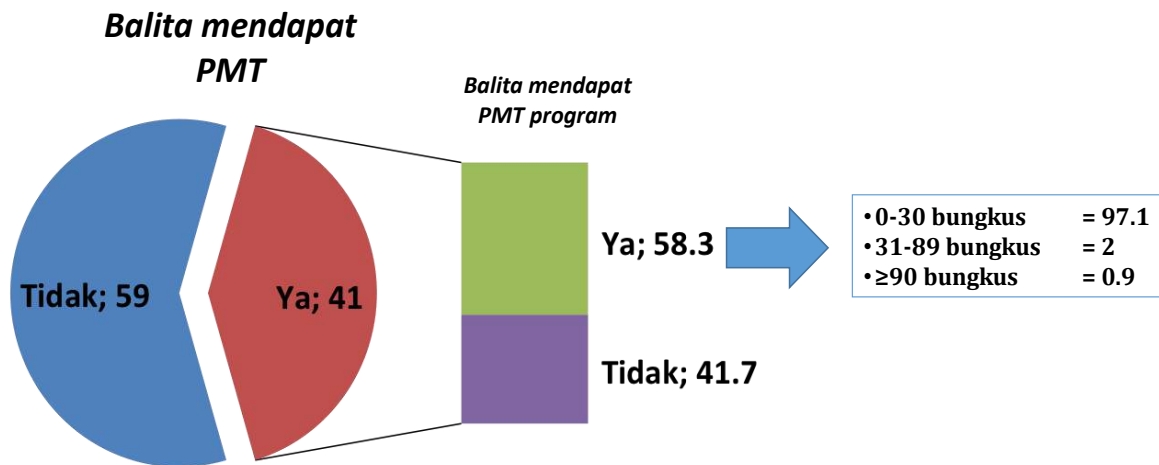 Balita mendapat
PMT
Tidak; 59
Ya; 41
Balita mendapat
PMT program
Ya; 58.3
Tidak; 41.7
•0-30 bungkus = 97.1
•31-89 bungkus = 2
•≥90 bungkus = 0.9